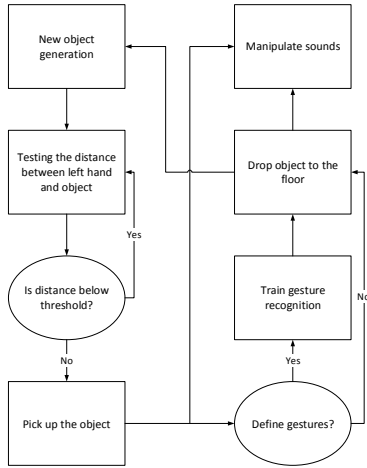 New object
generation
Manipulate sounds
Testing the distance
between left hand
and object
Drop object to the
floor
Yes
Is distance below
threshold?
Train gesture
recognition
No
No
Yes
Pick up the object
Define gestures?